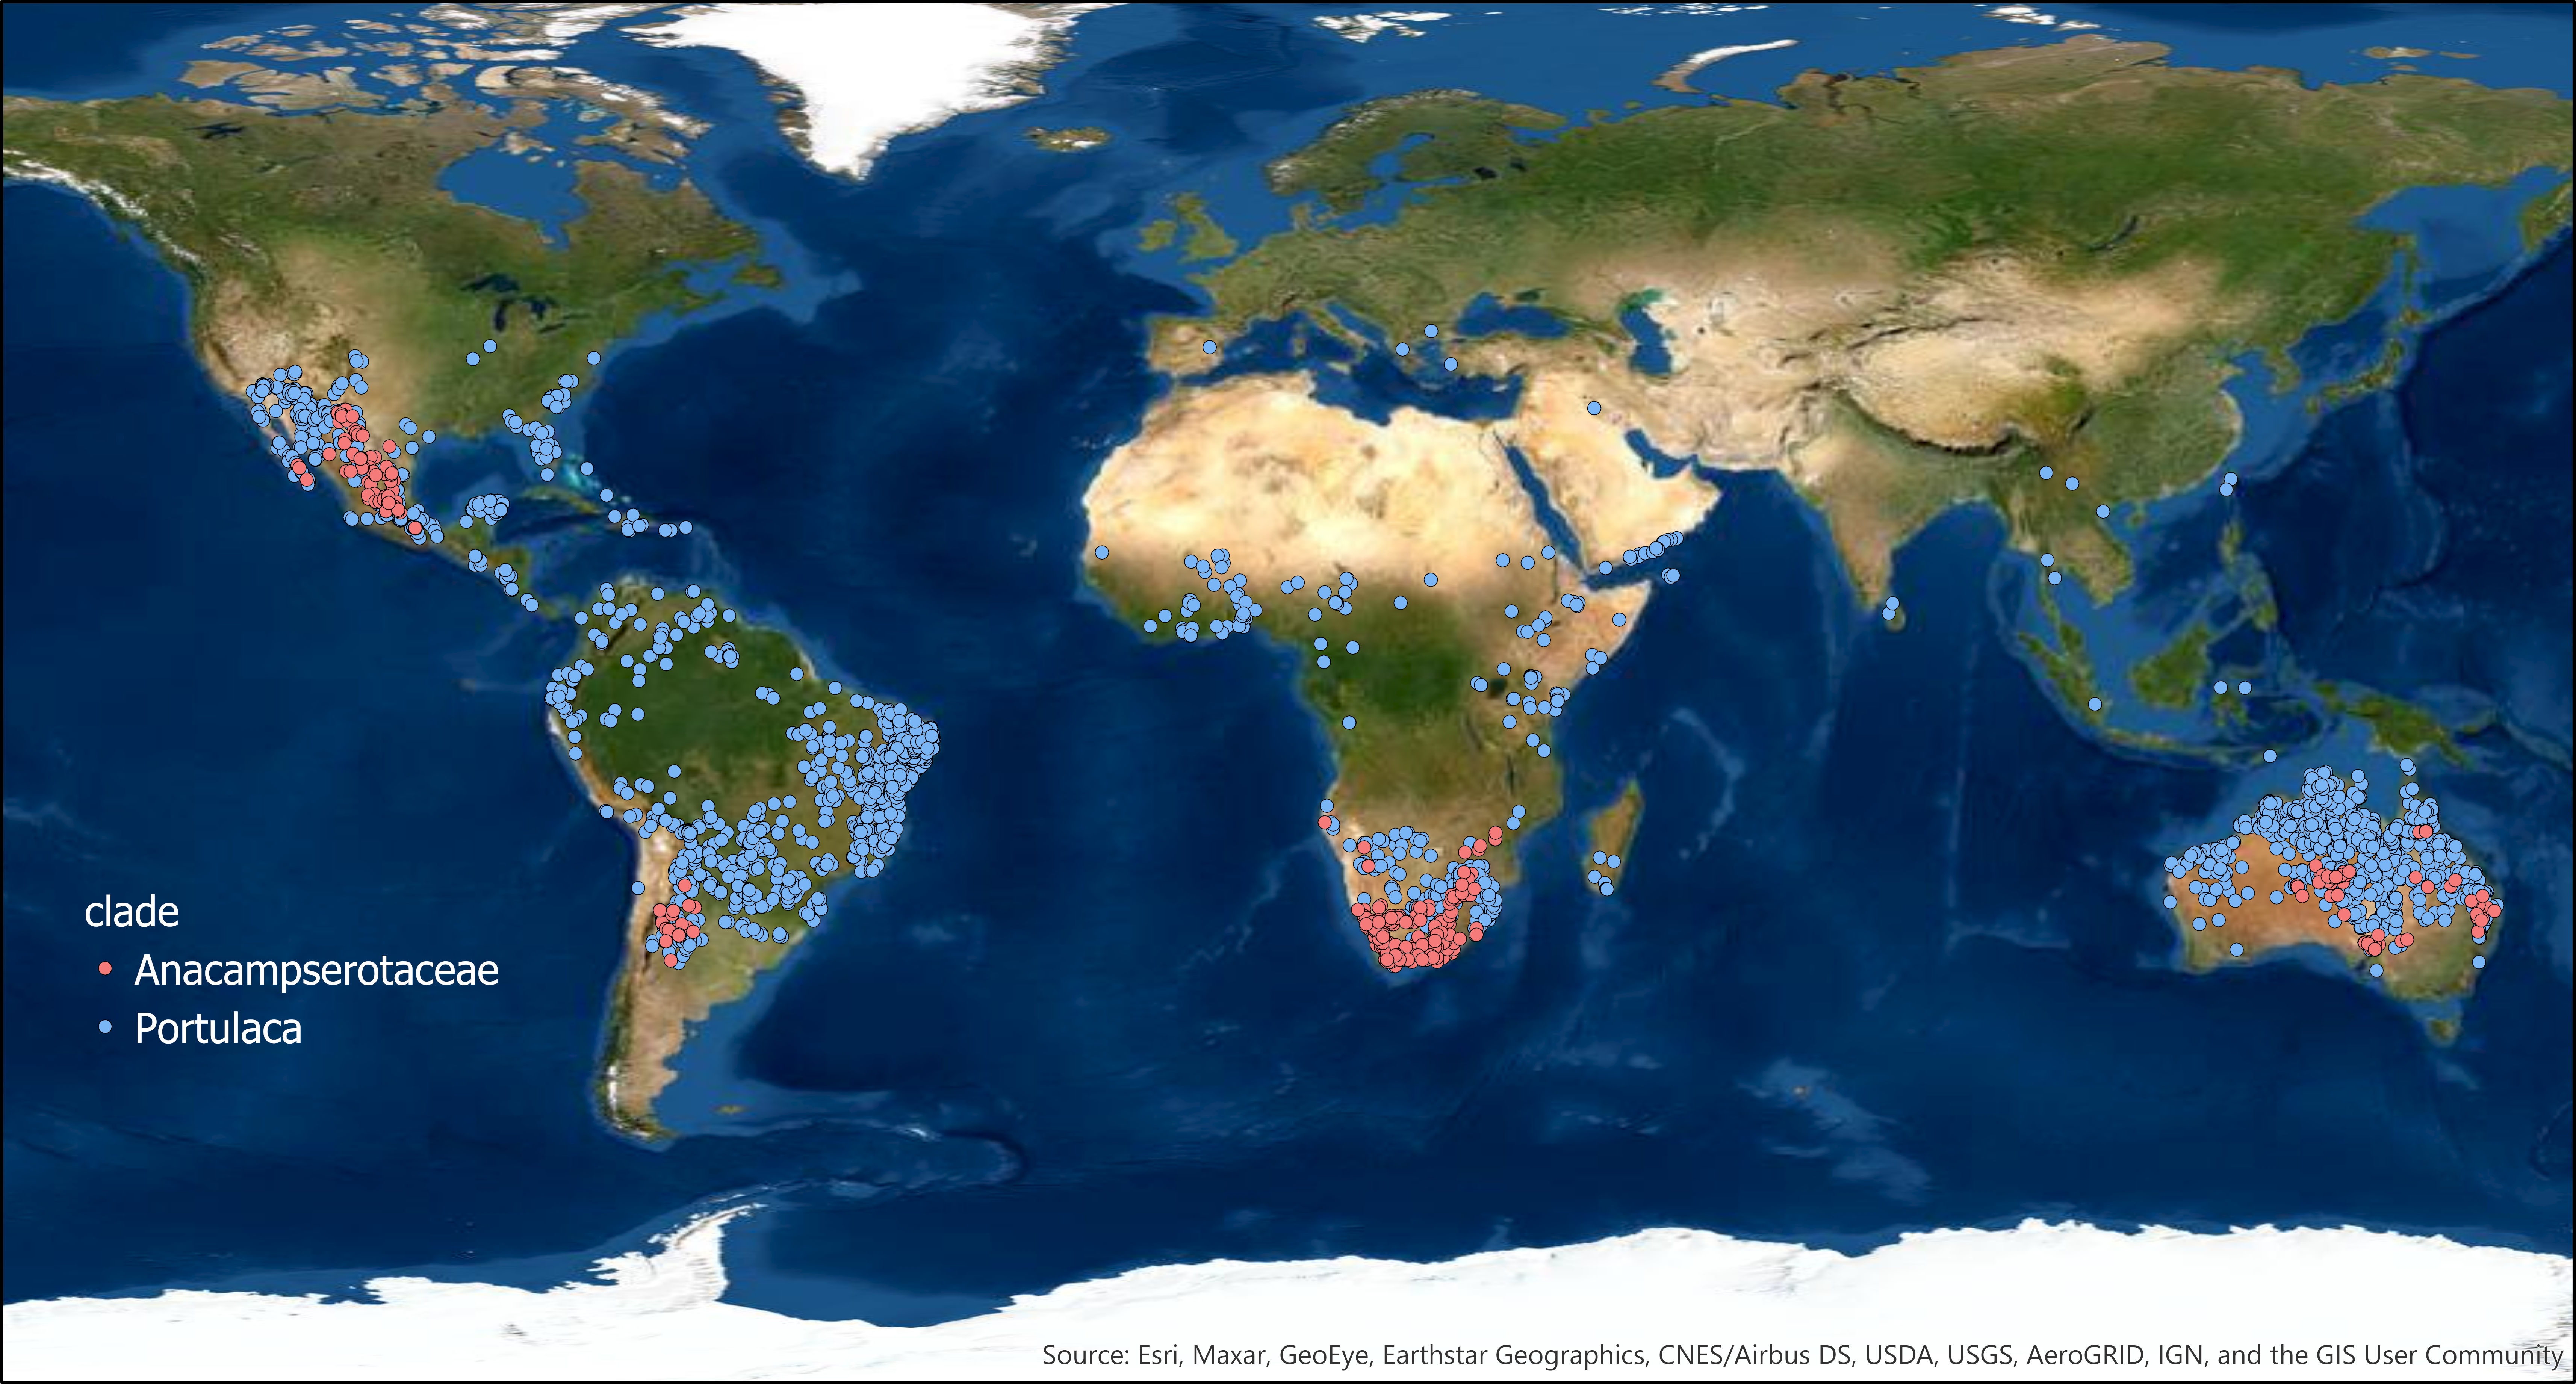 clade
Anacampserotaceae
Portulaca
Source: Esri, Maxar, GeoEye, Earthstar Geographics, CNES/Airbus DS, USDA, USGS, AeroGRID, IGN, and the GIS User Community